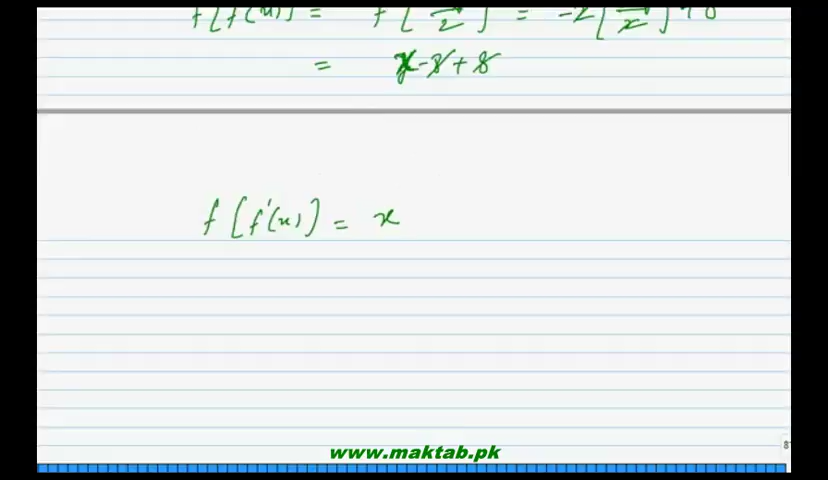 = x - 8 + 8
f [f'(x)] = x
www.maktab.pk